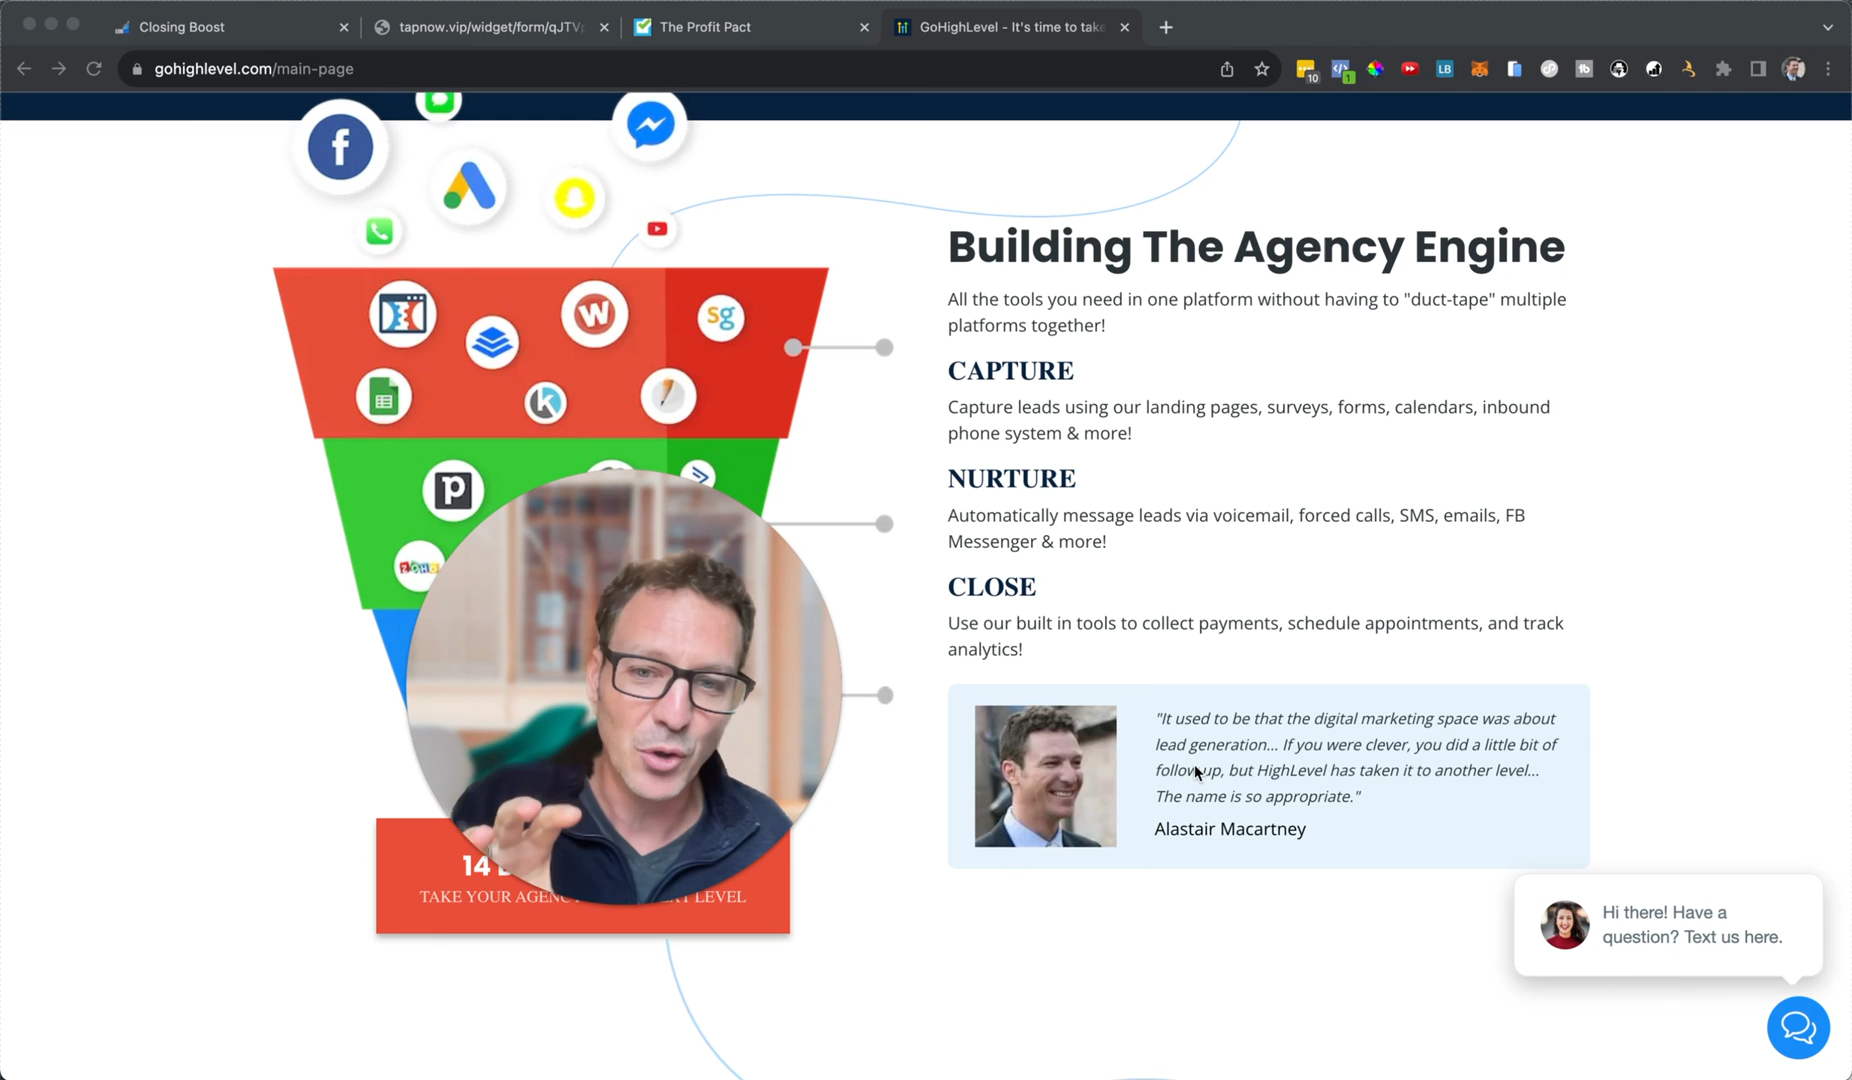 Closing Boost
tapnow.vip/widget/form/qJTV
The Profit Pact
GoHighLevel - It's time to take
gohighlevel.com/main-page
10
1
LB
Building The Agency Engine
All the tools you need in one platform without having to "duct-tape" multiple
platforms together!
CAPTURE
Capture leads using our landing pages, surveys, forms, calendars, inbound
phone system & more!
NURTURE
Automatically message leads via voicemail, forced calls, SMS, emails, FB
Messenger & more!
CLOSE
Use our built in tools to collect payments, schedule appointments, and track
analytics!
"It used to be that the digital marketing space was about
lead generation... If you were clever, you did a little bit of
follow up, but HighLevel has taken it to another level...
The name is so appropriate."
Alastair Macartney
sg
ZOHO
14
TAKE YOUR LEVEL
Hi there! Have a
question? Text us here.